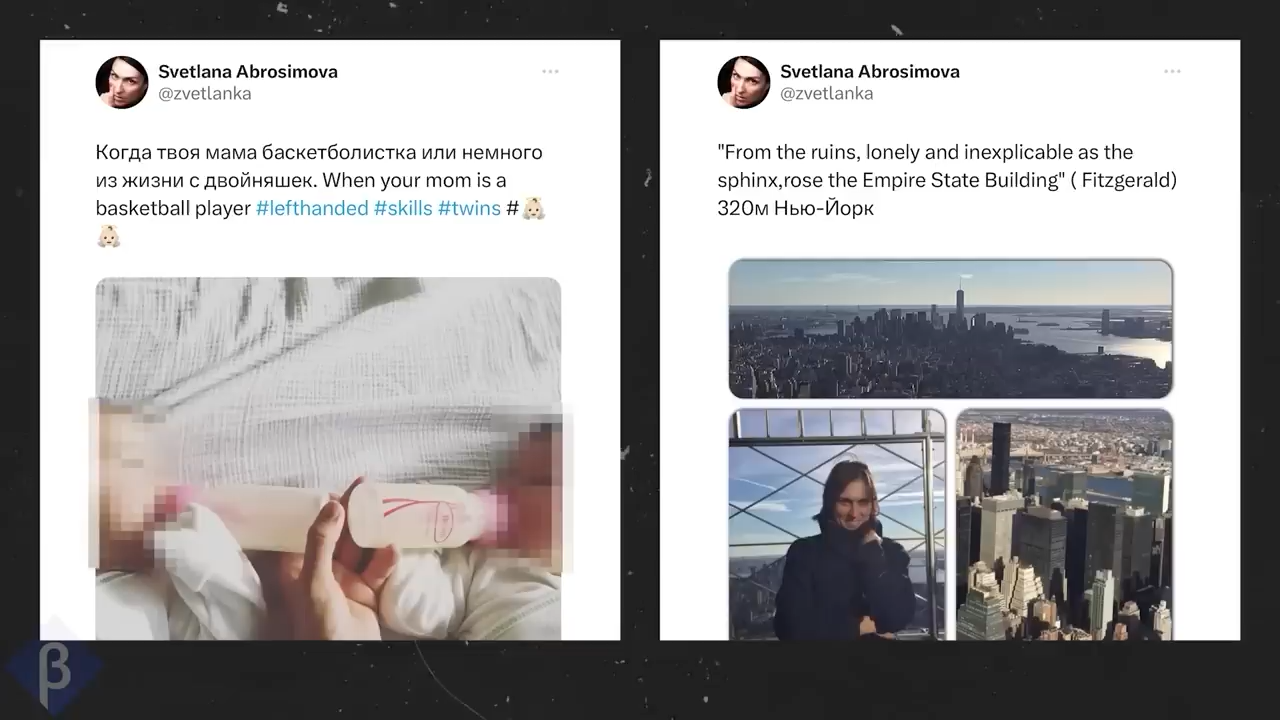 Svetlana Abrosimova
@zvetlanka
Когда твоя мама баскетболистка или немного
из жизни с двойняшек. When your mom is a
basketball player #lefthanded #skills #twins #👼🏻
👼🏻
Svetlana Abrosimova
@zvetlanka
"From the ruins, lonely and inexplicable as the
sphinx,rose the Empire State Building" ( Fitzgerald)
320м Нью-Йорк
β